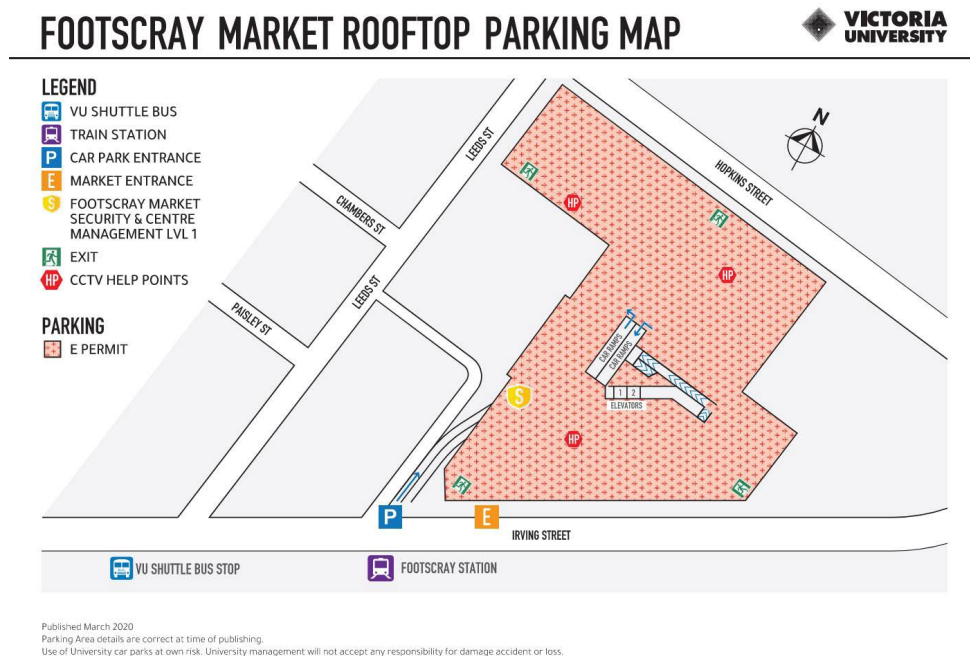 FOOTSCRAY MARKET ROOFTOP PARKING MAP
VICTORIA
UNIVERSITY
LEGEND
VU SHUTTLE BUS
TRAIN STATION
P
CAR PARK ENTRANCE
E
MARKET ENTRANCE
S
FOOTSCRAY MARKET
SECURITY & CENTRE
MANAGEMENT LVL 1
EXIT
HP
CCTV HELP POINTS
PARKING
E PERMIT
LEEDS ST
N
HOPKINS STREET
HP
CHAMBERS ST
HP
LEEDS ST
PAISLEY ST
CAR RAMPS
CAR RAMPS
S
1 2
ELEVATORS
HP
P
E
IRVING STREET
VU SHUTTLE BUS STOP
FOOTSCRAY STATION
Published March 2020
Parking Area details are correct at time of publishing.
Use of University car parks at own risk. University management will not accept any responsibility for damage accident or loss.